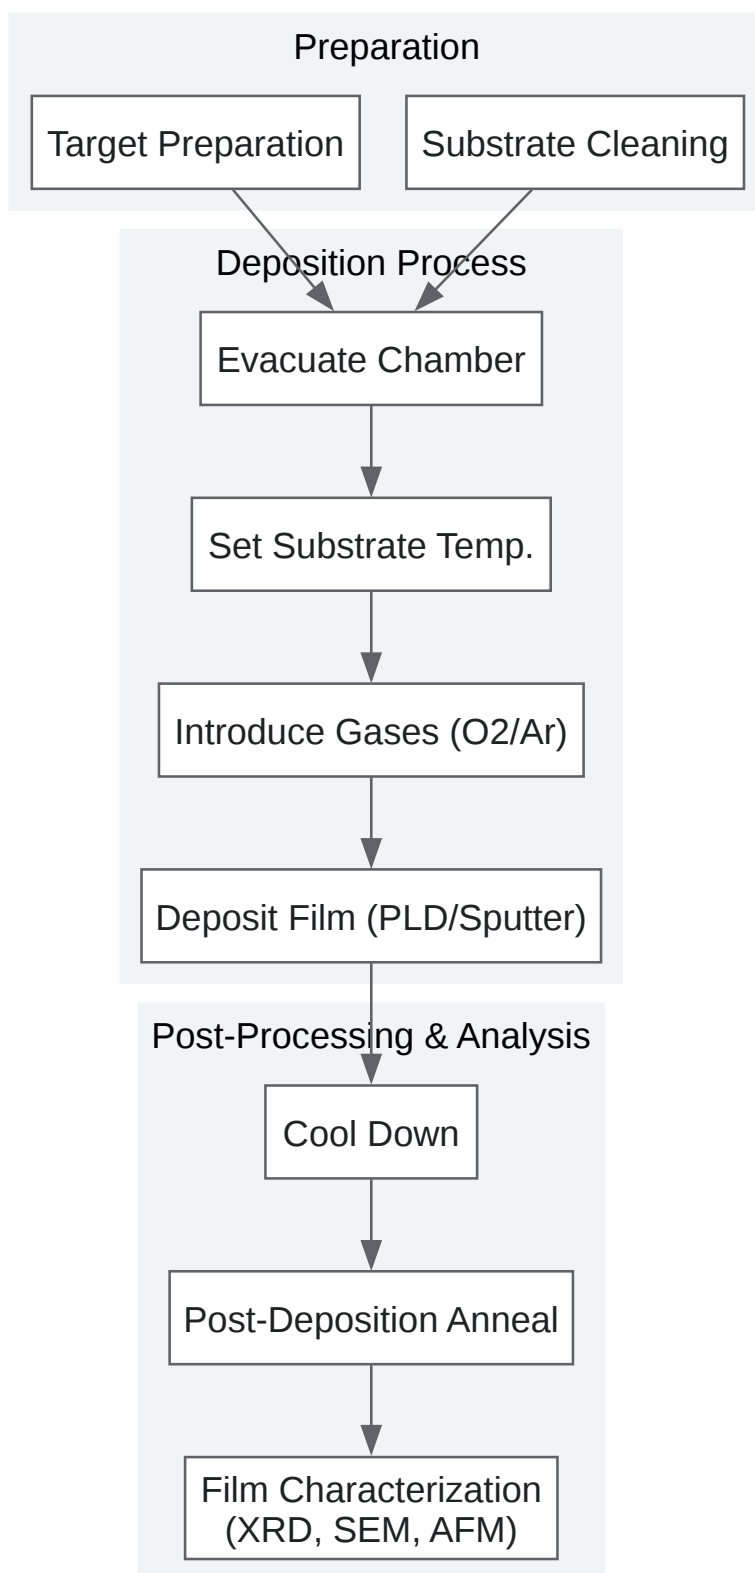 Preparation
Target Preparation
Substrate Cleaning
Deposition Process
Evacuate Chamber
Set Substrate Temp.
Introduce Gases (O2/Ar)
Deposit Film (PLD/Sputter)
Post-Processing & Analysis
Cool Down
Post-Deposition Anneal
Film Characterization
(XRD, SEM, AFM)